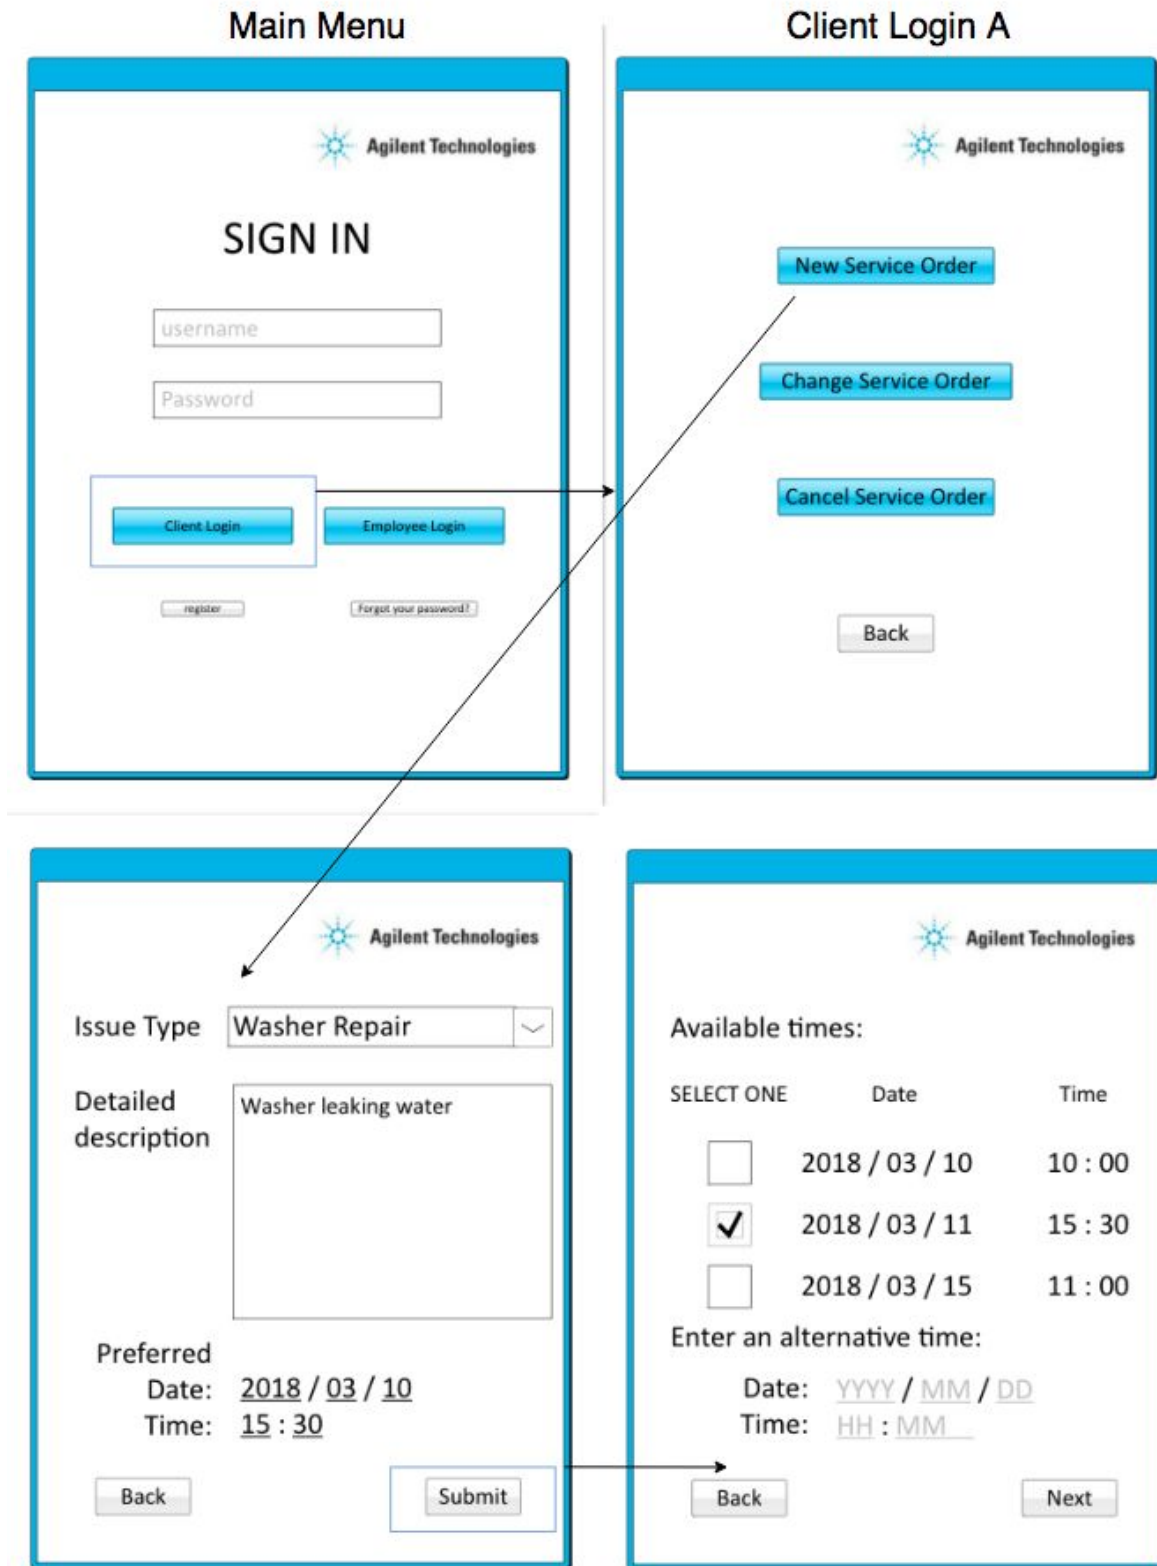 Main Menu
Client Login A
Agilent Technologies
SIGN IN
username
Password
Client Login
Employee Login
register
Forgot your password?
Agilent Technologies
New Service Order
Change Service Order
Cancel Service Order
Back
Agilent Technologies
Issue Type Washer Repair
Detailed
description
Washer leaking water
Preferred
Date: 2018 / 03 / 10
Time: 15 : 30
Back
Submit
Agilent Technologies
Available times:
SELECT ONE Date Time
2018 / 03 / 10 10 : 00
2018 / 03 / 11 15 : 30
2018 / 03 / 15 11 : 00
Enter an alternative time:
Date: YYYY / MM / DD
Time: HH : MM
Back
Next